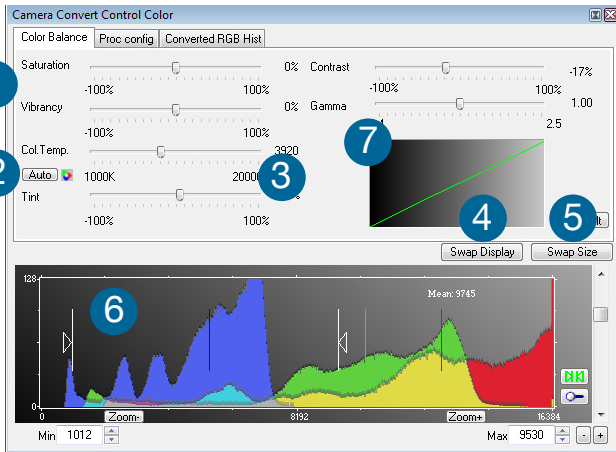 Camera Convert Control Color
Color Balance Proc config Converted RGB Hist
Saturation 0% Contrast -17%
-100% 100% -100% 100%
Vibrancy 0% Gamma 1.00
-100% 100% 2.5
Col.Temp. 3920
7
2 Auto 1000K 3
Tint
-100% 100%
4 5
Swap Display Swap Size
128
6 Mean: 9745
0
0 Zoom- 8192 Zoom+ 16384
Min 1012 Max 9530 - +